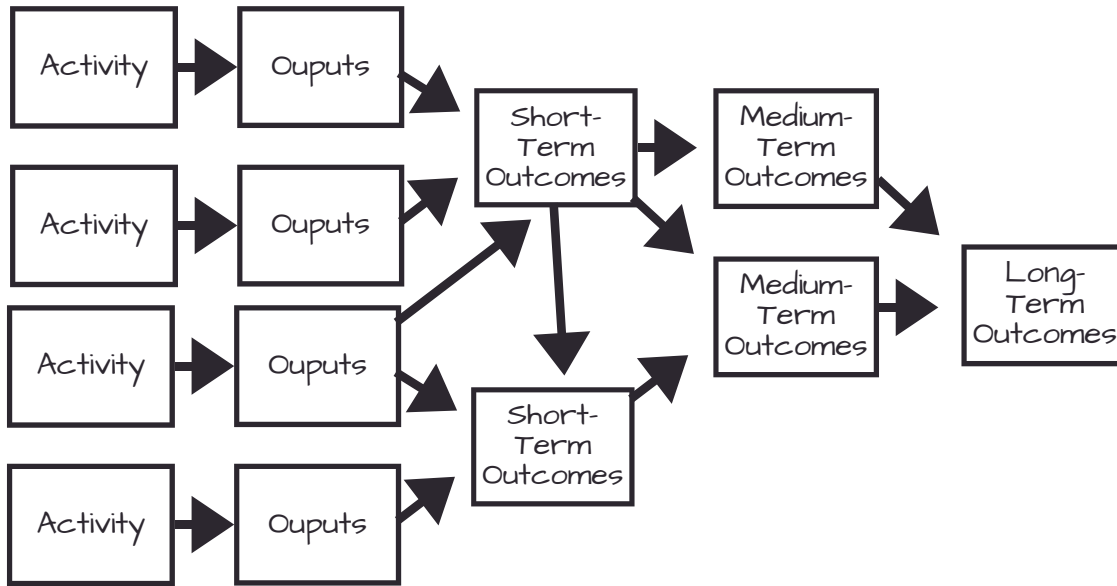 Activity
Ouputs
Activity
Ouputs
Activity
Ouputs
Activity
Ouputs
Short-
Term
Outcomes
Short-
Term
Outcomes
Medium-
Term
Outcomes
Medium-
Term
Outcomes
Long-
Term
Outcomes